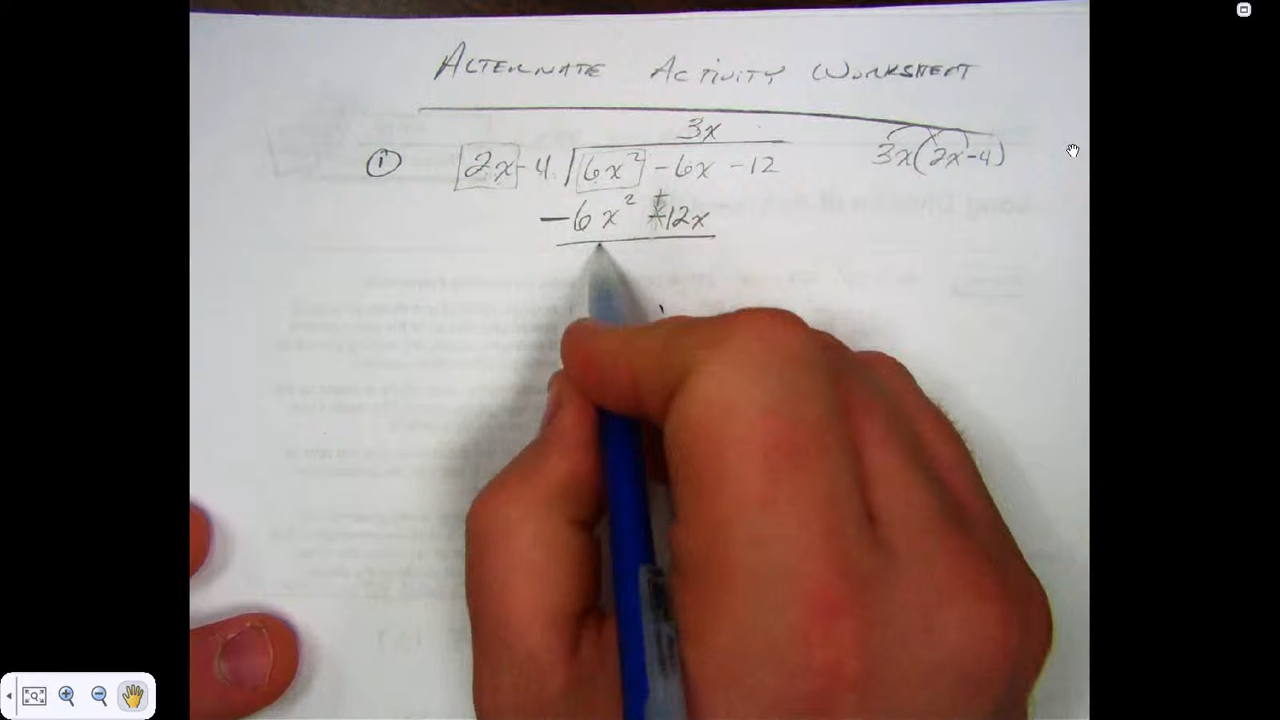 ALTERNATE ACTIVITY WORKSHEET
3x
① 2x-4 6x² -6x -12
3x(2x-4)
-6x² +12x